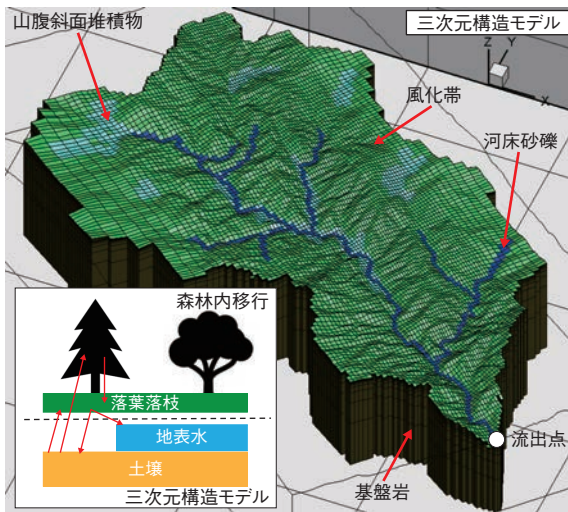 山腹斜面堆積物
三次元構造モデル
Z
Y
X
風化帯
河床砂礫
森林内移行
落葉落枝
地表水
土壌
三次元構造モデル
流出点
基盤岩